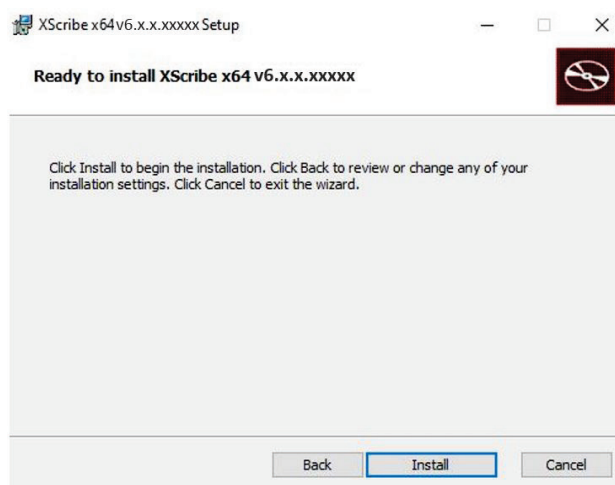 XScribe x64 v6.x.x.xxxxx Setup
Ready to install XScribe x64 v6.x.x.xxxxx
Click Install to begin the installation. Click Back to review or change any of your
installation settings. Click Cancel to exit the wizard.
Back Install Cancel